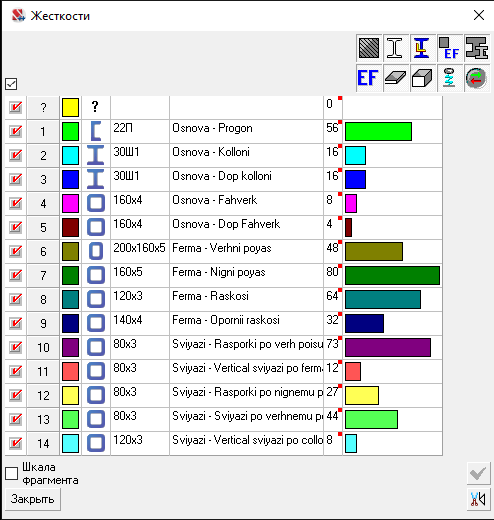 Жесткости
EF
EF
? ? 0
1 22П Osnova - Progon 56
2 30Ш1 Osnova - Kolloni 16
3 30Ш1 Osnova - Dop kolloni 16
4 160x4 Osnova - Fahverk 8
5 160x4 Osnova - Dop Fahverk 4
6 200x160x5 Ferma - Verhni poyas 48
7 160x5 Ferma - Nigni poyas 80
8 120x3 Ferma - Raskosi 64
9 140x4 Ferma - Opornii raskosi 32
10 80x3 Sviyazi - Rasporki po verh poisu 73
11 80x3 Sviyazi - Vertical sviyazi po ferm 12
12 80x3 Sviyazi - Rasporki po nignemu p 27
13 80x3 Sviyazi - Sviyazi po verhnemu p 44
14 120x3 Sviyazi - Vertical sviyazi po collo 8
Шкала
фрагмента
Закрыть